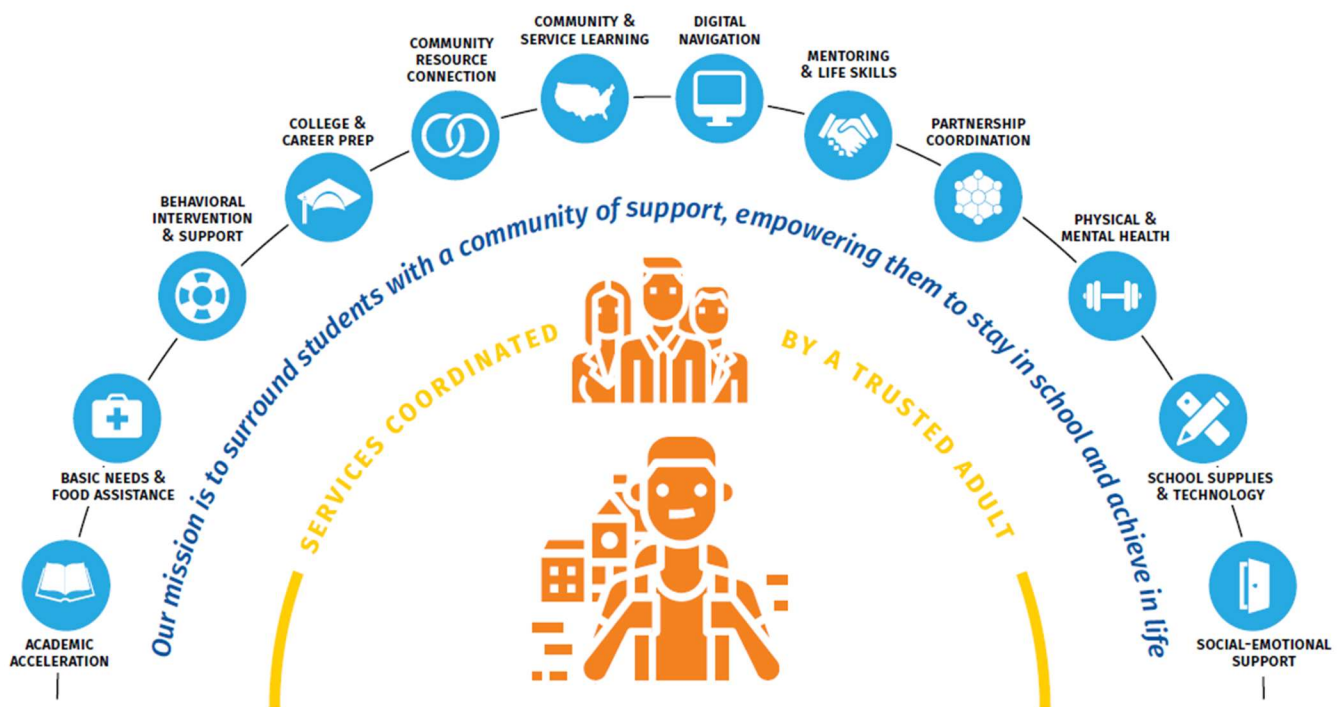 COMMUNITY &
SERVICE LEARNING
DIGITAL
NAVIGATION
COMMUNITY
RESOURCE
CONNECTION
MENTORING
& LIFE SKILLS
COLLEGE &
CAREER PREP
PARTNERSHIP
COORDINATION
BEHAVIORAL
INTERVENTION
& SUPPORT
PHYSICAL &
MENTAL HEALTH
BASIC NEEDS &
FOOD ASSISTANCE
SCHOOL SUPPLIES
& TECHNOLOGY
ACADEMIC
ACCELERATION
SOCIAL-EMOTIONAL
SUPPORT
Our mission is to surround students with a community of support, empowering them to stay in school and achieve in life
SERVICES COORDINATED BY A TRUSTED ADULT